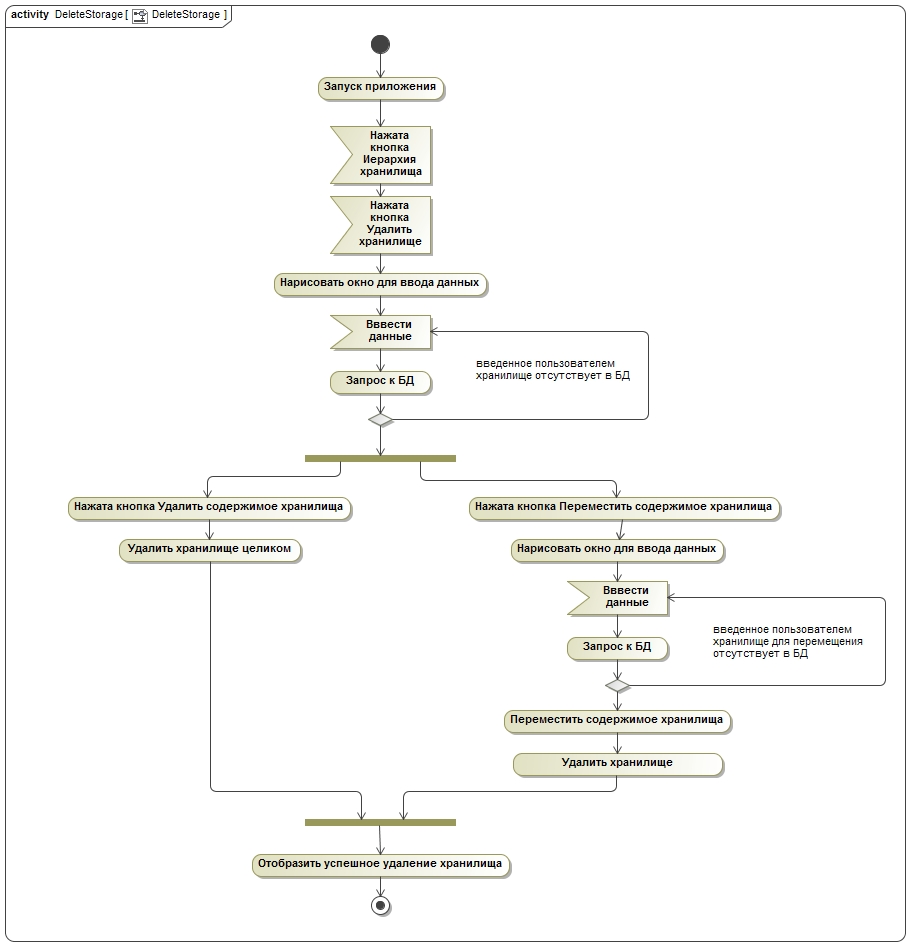 activity DeleteStorage [ DeleteStorage ]
Запуск приложения
Нажата
кнопка
Иерархия
хранилища
Нажата
кнопка
Удалить
хранилище
Нарисовать окно для ввода данных
Вввести
данные
введенное пользователем
хранилище отсутствует в БД
Запрос к БД
Нажата кнопка Удалить содержимое хранилища
Удалить хранилище целиком
Нажата кнопка Переместить содержимое хранилища
Нарисовать окно для ввода данных
Вввести
данные
введенное пользователем
хранилище для перемещения
отсутствует в БД
Запрос к БД
Переместить содержимое хранилища
Удалить хранилище
Отобразить успешное удаление хранилища